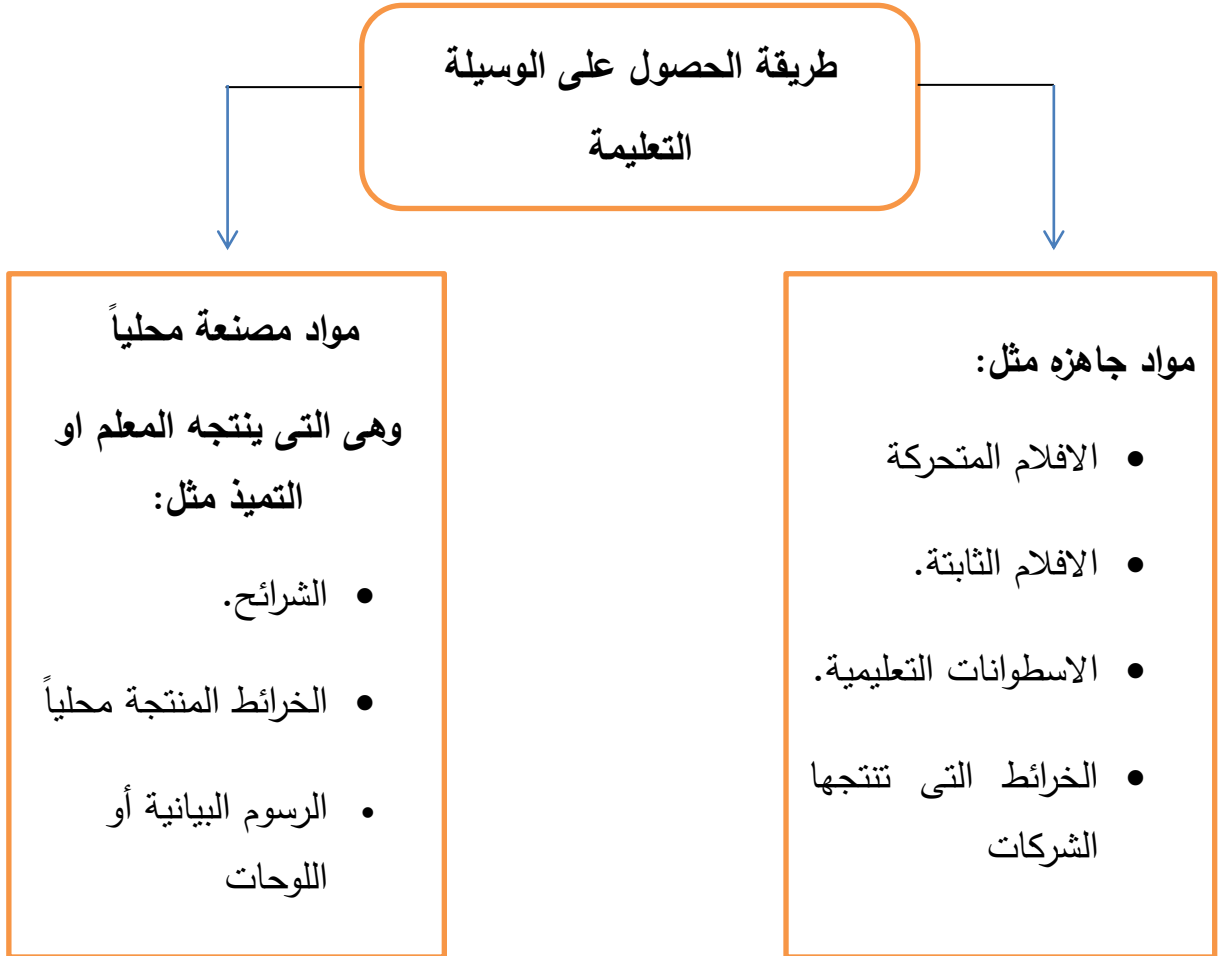 طريقة الحصول على الوسيلة
التعليمة
مواد جاهزه مثل:
• الافلام المتحركة
• الافلام الثابتة.
• الاسطوانات التعليمية.
• الخرائط التى تنتجها
الشركات
مواد مصنعة محلياً
وهى التى ينتجه المعلم او
التميذ مثل:
• الشرائح.
• الخرائط المنتجة محلياً
• الرسوم البيانية أو
اللوحات